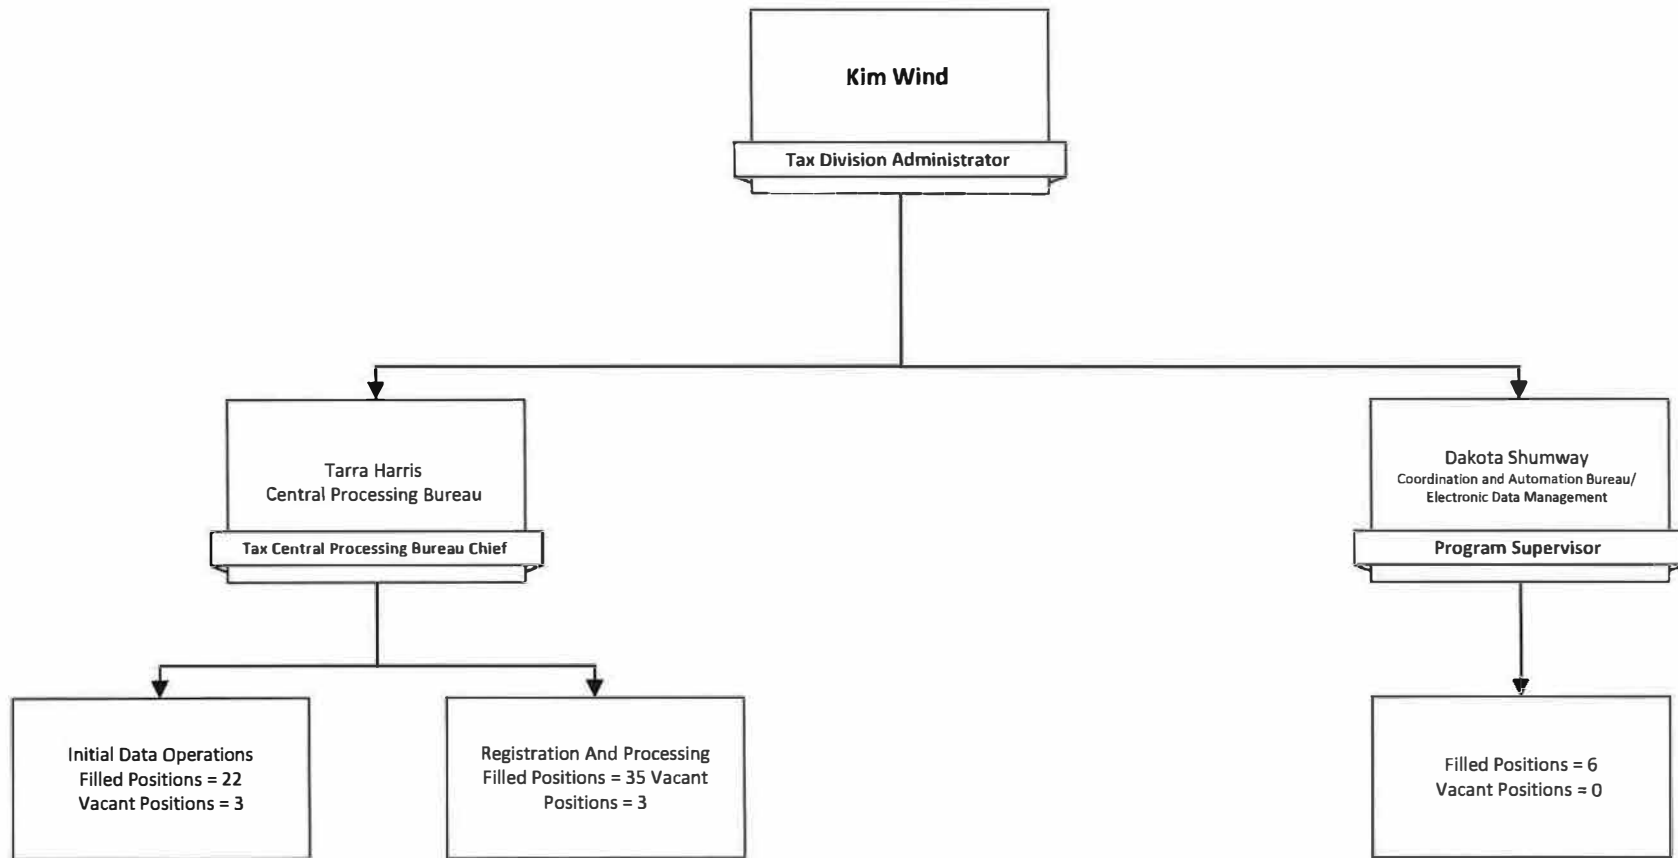 Kim Wind
Tax Division Administrator
Tarra Harris
Central Processing Bureau
Tax Central Processing Bureau Chief
Dakota Shumway
Coordination and Automation Bureau/
Electronic Data Management
Program Supervisor
Initial Data Operations
Filled Positions = 22
Vacant Positions = 3
Registration And Processing
Filled Positions = 35 Vacant
Positions = 3
Filled Positions = 6
Vacant Positions = 0